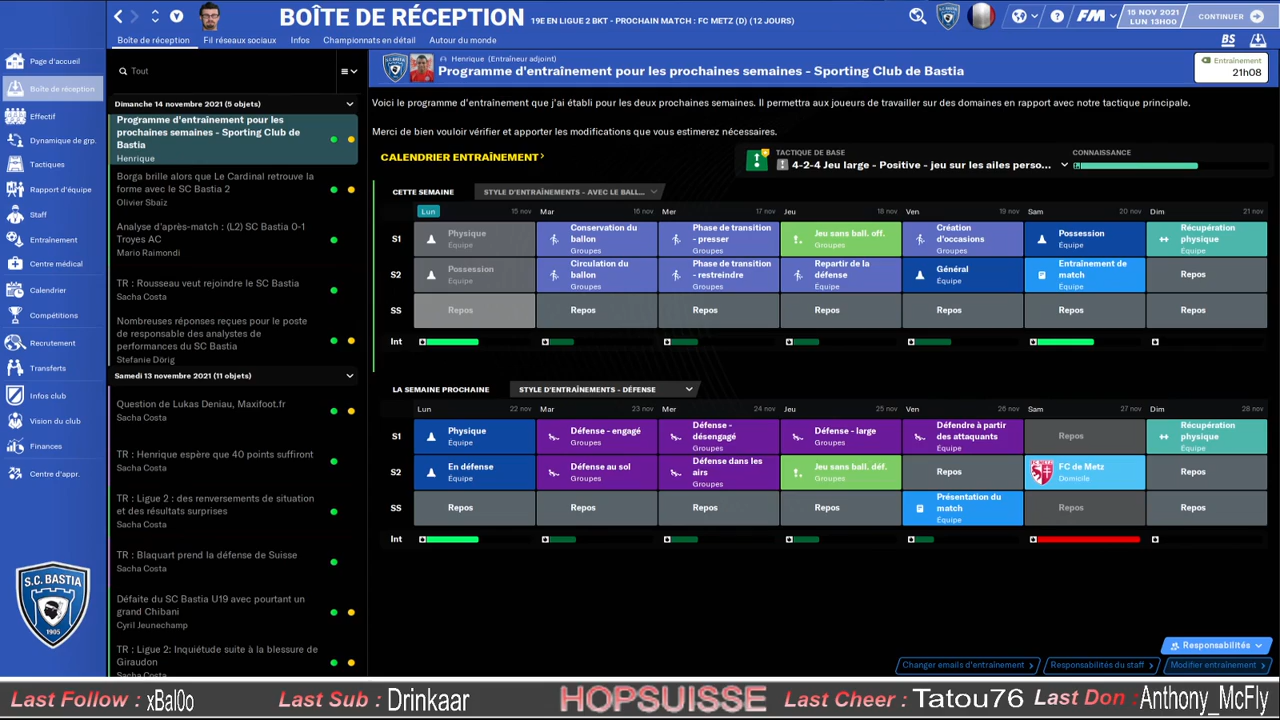 BOÎTE DE RÉCEPTION
19E EN LIGUE 2 BKT - PROCHAIN MATCH : FC METZ (D) (12 JOURS)
FM
15 NOV 2021
LUN 13H00
CONTINUER
Boîte de réception
Fil réseaux sociaux
Infos
Championnats en détail
Autour du monde
BS
Page d'accueil
Boîte de réception
Effectif
Dynamique de grp.
Tactiques
Rapport d'équipe
Staff
Entraînement
Centre médical
Calendrier
Compétitions
Recrutement
Transferts
Infos club
Vision du club
Finances
Centre d'appr.
S.C. BASTIA
1905
Tout
Dimanche 14 novembre 2021 (5 objets)
Programme d'entraînement pour les
prochaines semaines - Sporting Club de
Bastia
Henrique
Borga brille alors que Le Cardinal retrouve la
forme avec le SC Bastia 2
Olivier Sbaïz
Analyse d'après-match : (L2) SC Bastia 0-1
Troyes AC
Mario Raimondi
TR : Rousseau veut rejoindre le SC Bastia
Sacha Costa
Nombreuses réponses reçues pour le poste
de responsable des analystes de
performances du SC Bastia
Stefanie Dörig
Samedi 13 novembre 2021 (11 objets)
Question de Lukas Deniau, Maxifoot.fr
Sacha Costa
TR : Henrique espère que 40 points suffiront
Sacha Costa
TR : Ligue 2 : des renversements de situation
et des résultats surprises
Sacha Costa
TR : Blaquart prend la défense de Suisse
Sacha Costa
Défaite du SC Bastia U19 avec pourtant un
grand Chibani
Cyril Jeunechamp
TR : Ligue 2: Inquiétude suite à la blessure de
Giraudon
Sacha Costa
Henrique (Entraîneur adjoint)
Programme d'entraînement pour les prochaines semaines - Sporting Club de Bastia
Entraînement
21h08
Voici le programme d'entraînement que j'ai établi pour les deux prochaines semaines. Il permettra aux joueurs de travailler sur des domaines en rapport avec notre tactique principale.
Merci de bien vouloir vérifier et apporter les modifications que vous estimerez nécessaires.
CALENDRIER ENTRAÎNEMENT
TACTIQUE DE BASE
4-2-4 Jeu large - Positive - jeu sur les ailes perso...
CONNAISSANCE
CETTE SEMAINE
STYLE D'ENTRAÎNEMENTS - AVEC LE BALL...
Lun 15 nov Mar 16 nov Mer 17 nov Jeu 18 nov Ven 19 nov Sam 20 nov Dim 21 nov
S1
Physique
Équipe
Conservation du
ballon
Groupes
Phase de transition
- presser
Groupes
Jeu sans ball. off.
Groupes
Création
d'occasions
Groupes
Possession
Équipe
Récupération
physique
Équipe
S2
Possession
Équipe
Circulation du
ballon
Groupes
Phase de transition
- restreindre
Groupes
Repartir de la
défense
Équipe
Général
Équipe
Entraînement de
match
Équipe
Repos
SS Repos Repos Repos Repos Repos Repos Repos
Int
LA SEMAINE PROCHAINE
STYLE D'ENTRAÎNEMENTS - DÉFENSE
Lun 22 nov Mar 23 nov Mer 24 nov Jeu 25 nov Ven 26 nov Sam 27 nov Dim 28 nov
S1
Physique
Équipe
Défense - engagé
Groupes
Défense -
désengagé
Groupes
Défense - large
Groupes
Défendre à partir
des attaquants
Groupes
Repos
Récupération
physique
Équipe
S2
En défense
Équipe
Défense au sol
Groupes
Défense dans les
airs
Groupes
Jeu sans ball. déf.
Groupes
Repos
FC de Metz
Domicile
Repos
SS
Repos
Repos
Repos
Repos
Présentation du
match
Équipe
Repos
Repos
Int
Responsabilités
Changer emails d'entraînement
Responsabilités du staff
Modifier entraînement
Last Follow : xBal0o
Last Sub : Drinkaar
HOPSUISSE
Last Cheer : Tatou76
Last Don : Anthony_McFly